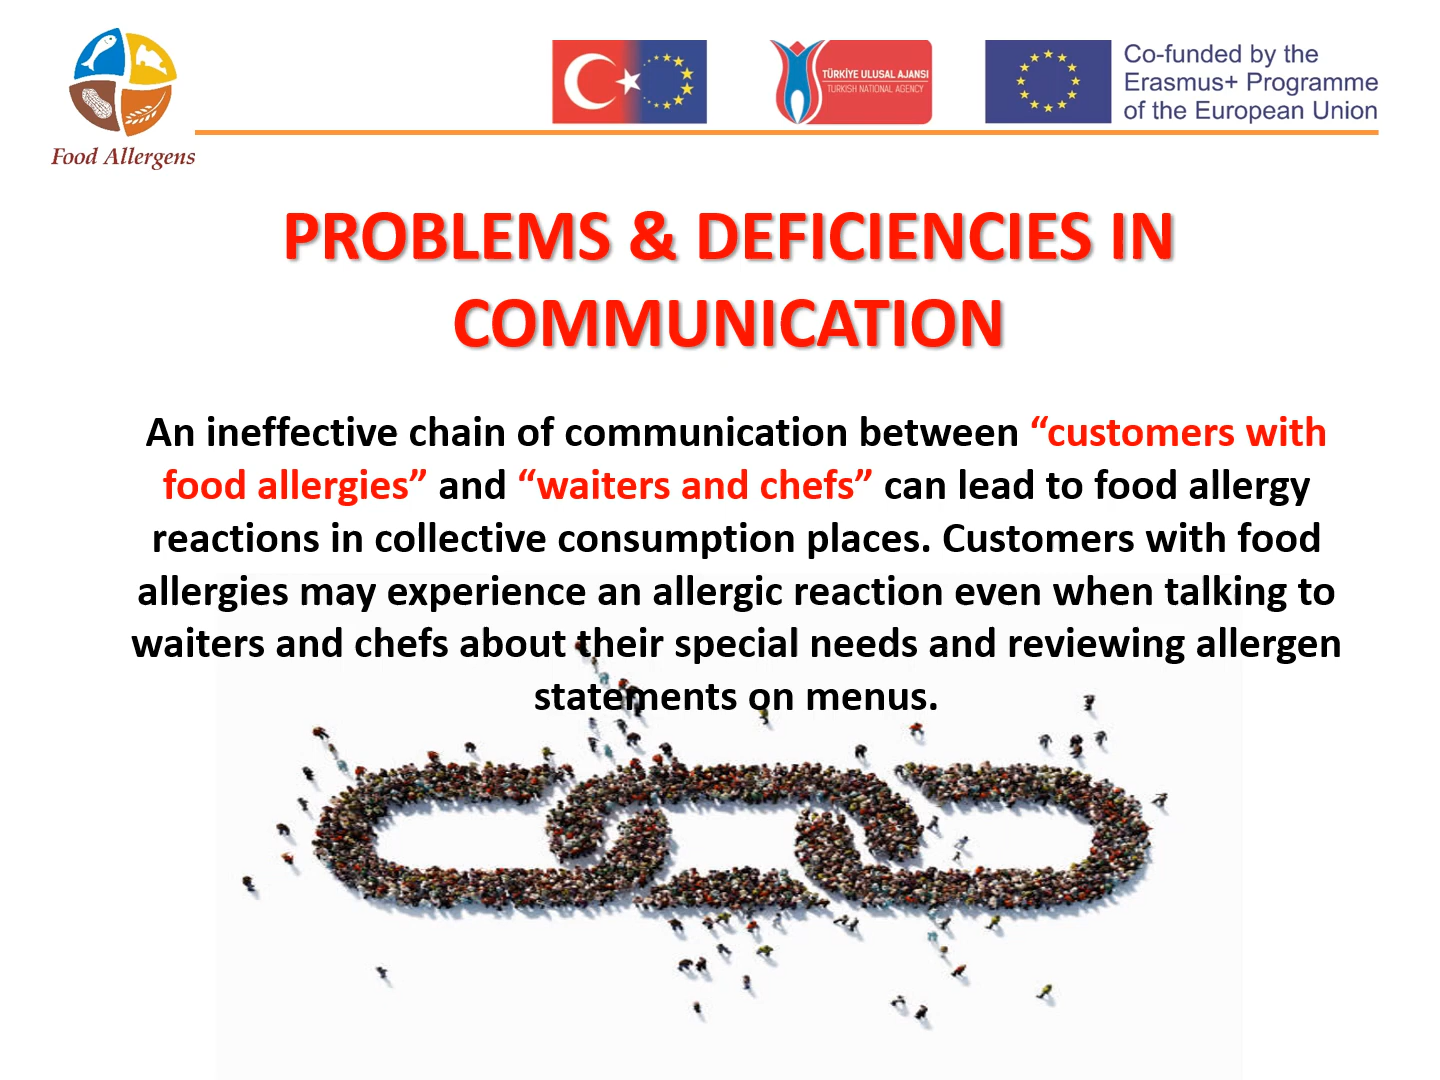 Food Allergens
TÜRKİYE ULUSAL AJANSI
TURKISH NATIONAL AGENCY
Co-funded by the
Erasmus+ Programme
of the European Union
PROBLEMS & DEFICIENCIES IN
COMMUNICATION
An ineffective chain of communication between “customers with
food allergies” and “waiters and chefs” can lead to food allergy
reactions in collective consumption places. Customers with food
allergies may experience an allergic reaction even when talking to
waiters and chefs about their special needs and reviewing allergen
statements on menus.